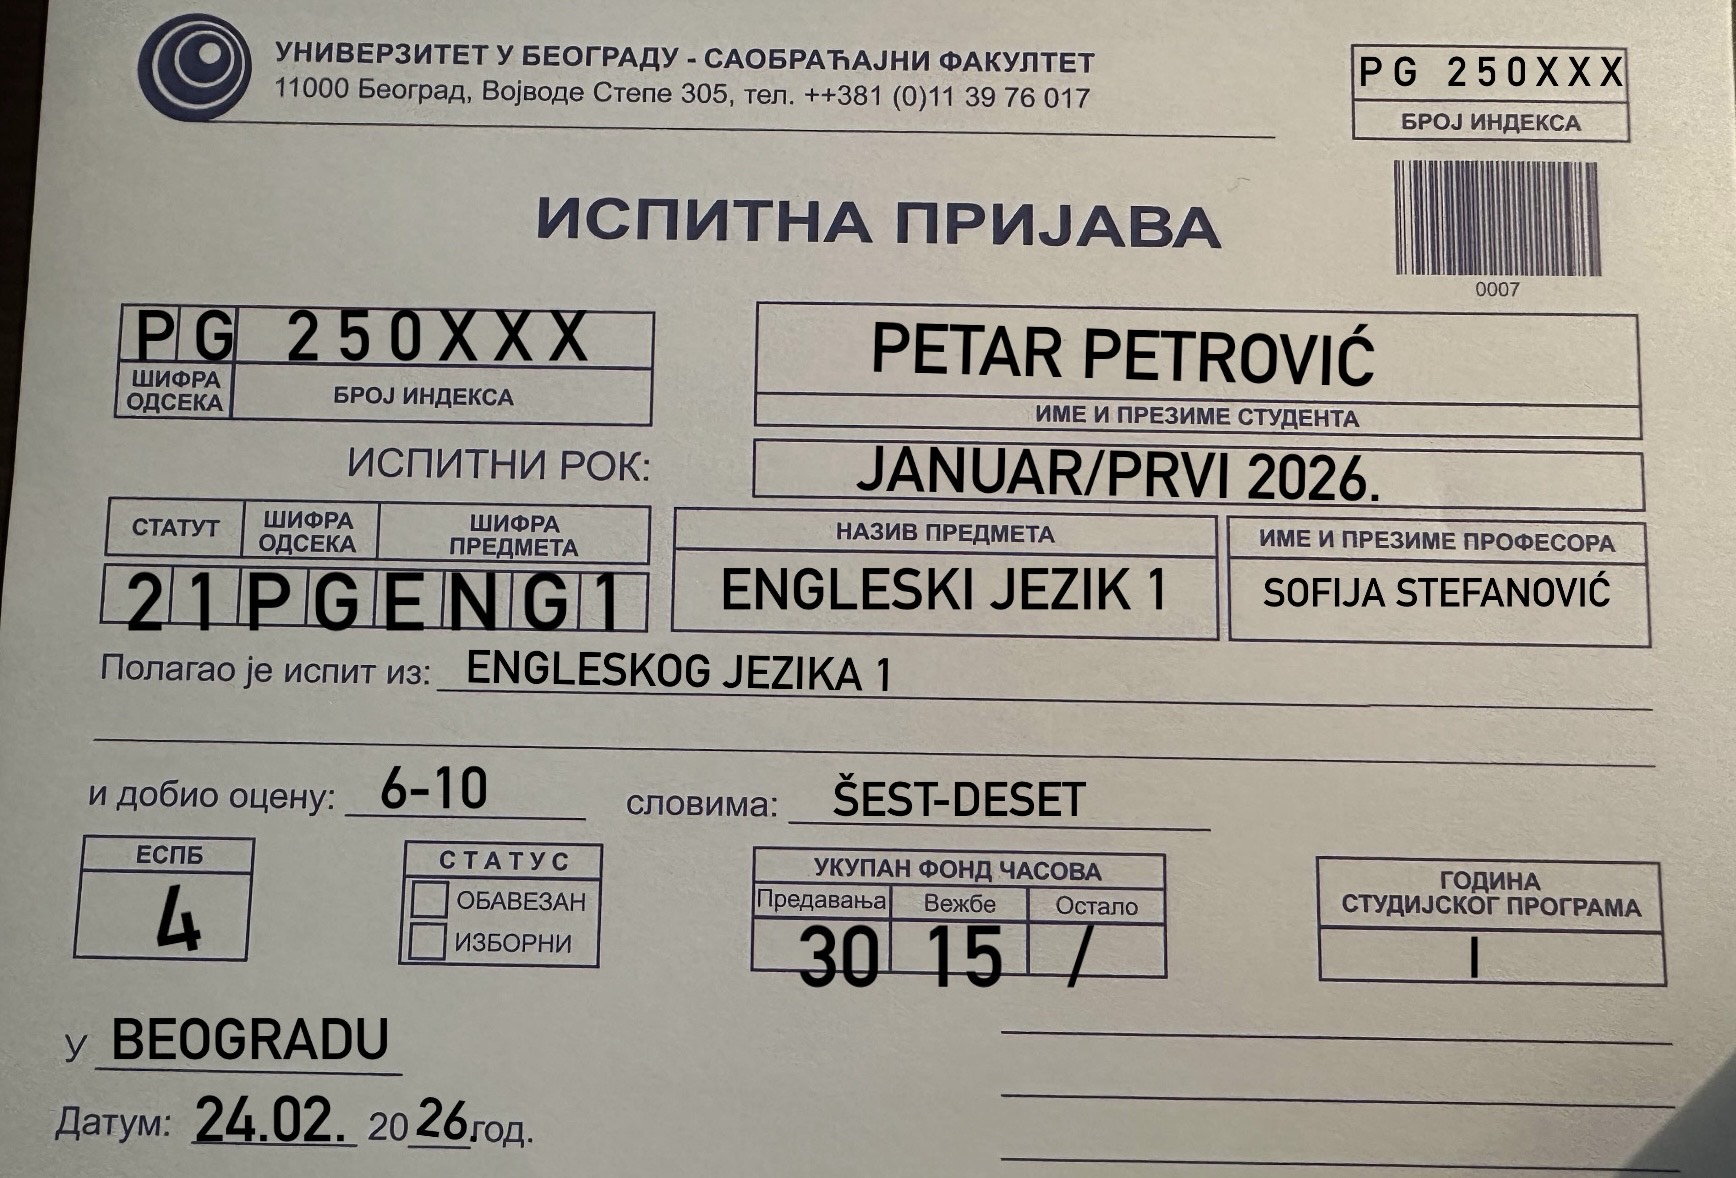 УНИВЕРЗИТЕТ У БЕОГРАДУ - САОБРАЋАЈНИ ФАКУЛТЕТ
11000 Београд, Војводе Степе 305, тел. ++381 (0)11 39 76 017
PG 250XXX
БРОЈ ИНДЕКСА
ИСПИТНА ПРИЈАВА
0007
PG 250XXX
ШИФРА ОДСЕКА
БРОЈ ИНДЕКСА
PETAR PETROVIĆ
ИМЕ И ПРЕЗИМЕ СТУДЕНТА
ИСПИТНИ РОК: JANUAR/PRVI 2026.
СТАТУТ
ШИФРА ОДСЕКА
ШИФРА ПРЕДМЕТА
21PGENG1
НАЗИВ ПРЕДМЕТА
ENGLESKI JEZIK 1
ИМЕ И ПРЕЗИМЕ ПРОФЕСОРА
SOFIJA STEFANOVIĆ
Полагао је испит из: ENGLESKOG JEZIKA 1
и добио оцену: 6-10 словима: ŠEST-DESET
ЕСПБ
4
СТАТУС
ОБАВЕЗАН
ИЗБОРНИ
УКУПАН ФОНД ЧАСОВА
Предавања Вежбе Остало
30 15 /
ГОДИНА
СТУДИЈСКОГ ПРОГРАМА
I
У BEOGRADU
Датум: 24.02. 2026.год.